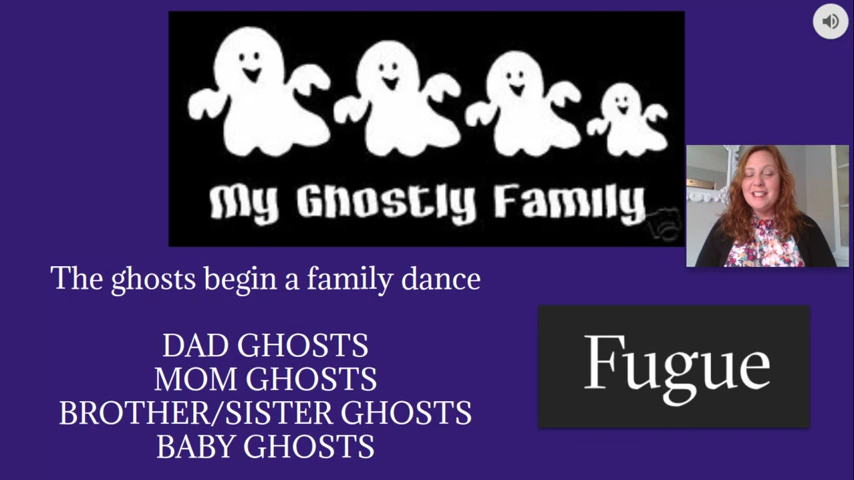 My Ghostly Family
The ghosts begin a family dance
DAD GHOSTS
MOM GHOSTS
BROTHER/SISTER GHOSTS
BABY GHOSTS
Fugue